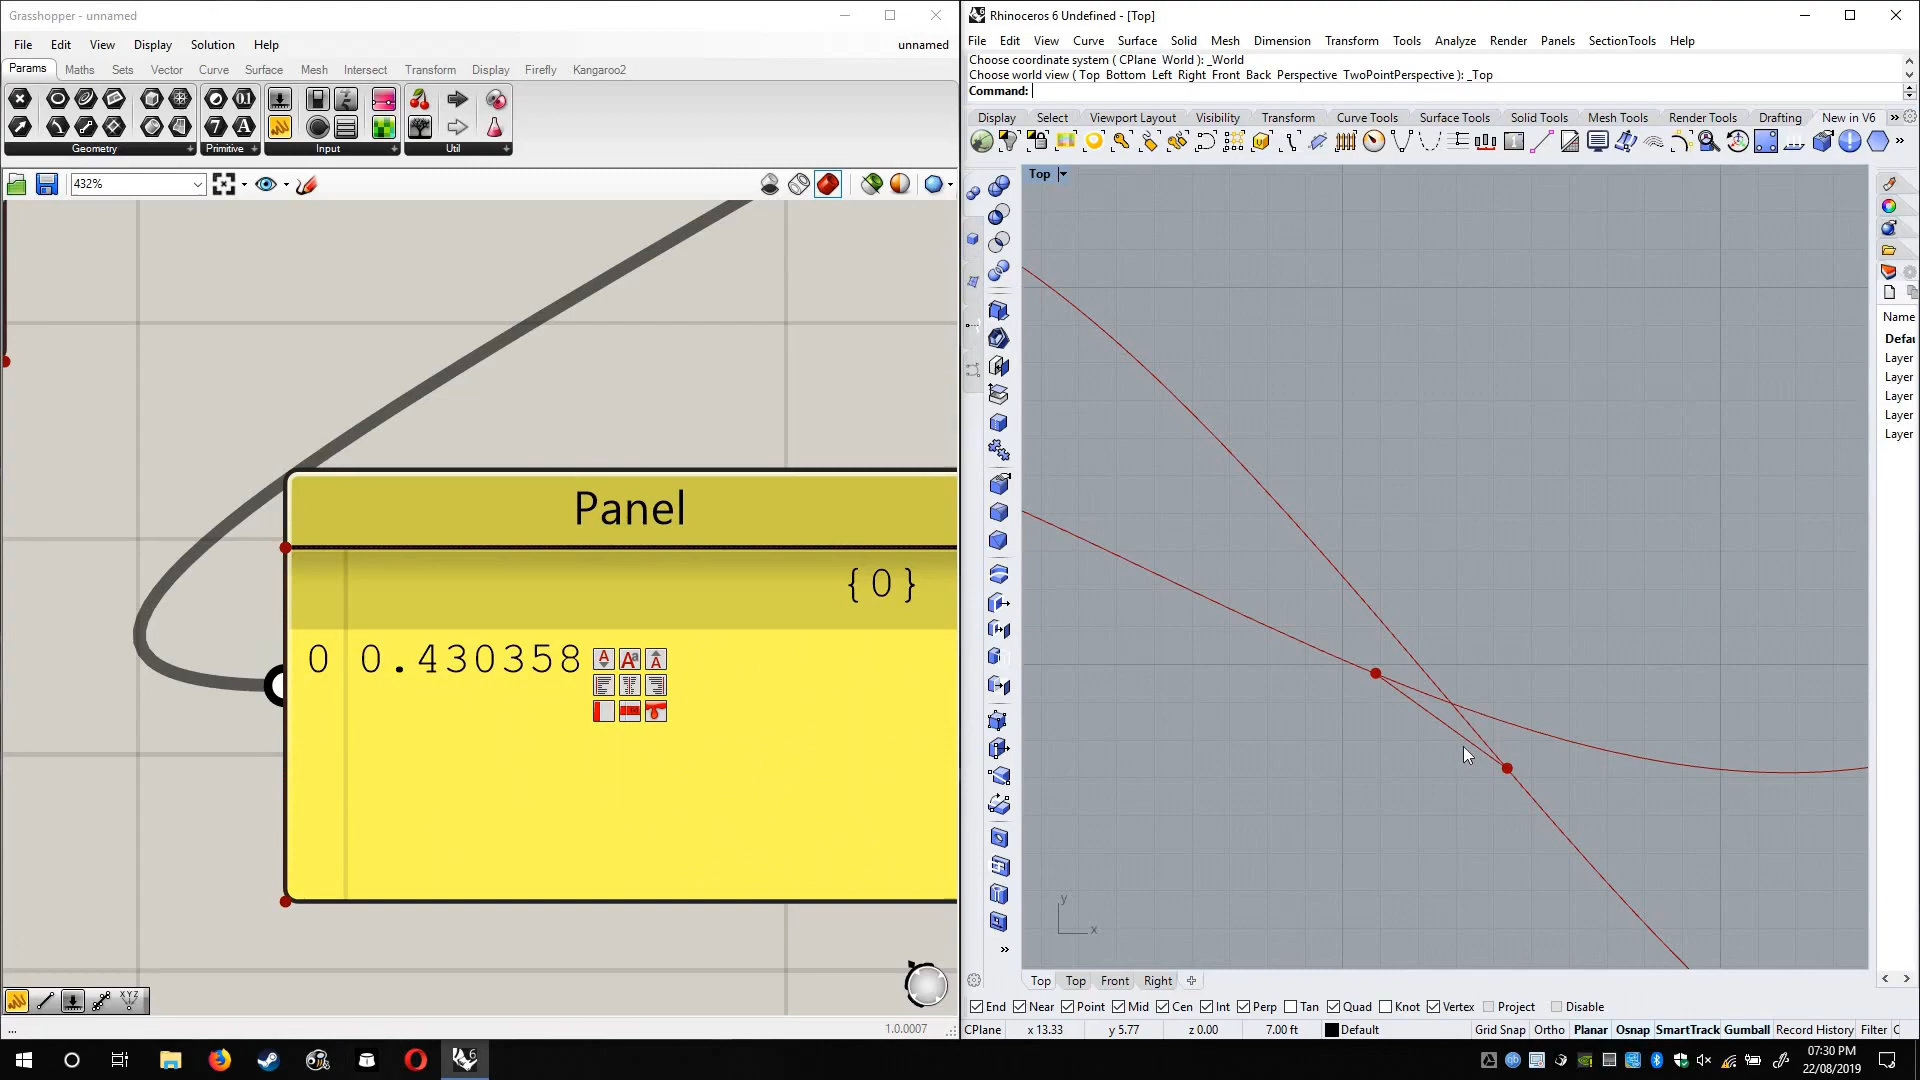 Grasshopper - unnamed
File Edit View Display Solution Help unnamed
Params Maths Sets Vector Curve Surface Mesh Intersect Transform Display Firefly Kangaroo2
Geometry Primitive Input Util
432%
Panel
{0}
0 0.430358
...
1.0.0007
Rhinoceros 6 Undefined - [Top]
File Edit View Curve Surface Solid Mesh Dimension Transform Tools Analyze Render Panels SectionTools Help
Choose coordinate system ( CPlane World ): _World
Choose world view ( Top Bottom Left Right Front Back Perspective TwoPointPerspective ): _Top
Command:
Display Select Viewport Layout Visibility Transform Curve Tools Surface Tools Solid Tools Mesh Tools Render Tools Drafting New in V6
Top
y
x
Name
Defau
Layer
Layer
Layer
Layer
Layer
Top Top Front Right
End Near Point Mid Cen Int Perp Tan Quad Knot Vertex Project Disable
CPlane x 13.33 y 5.77 z 0.00 7.00 ft Default Grid Snap Ortho Planar Osnap SmartTrack Gumball Record History Filter C
07:30 PM
22/08/2019